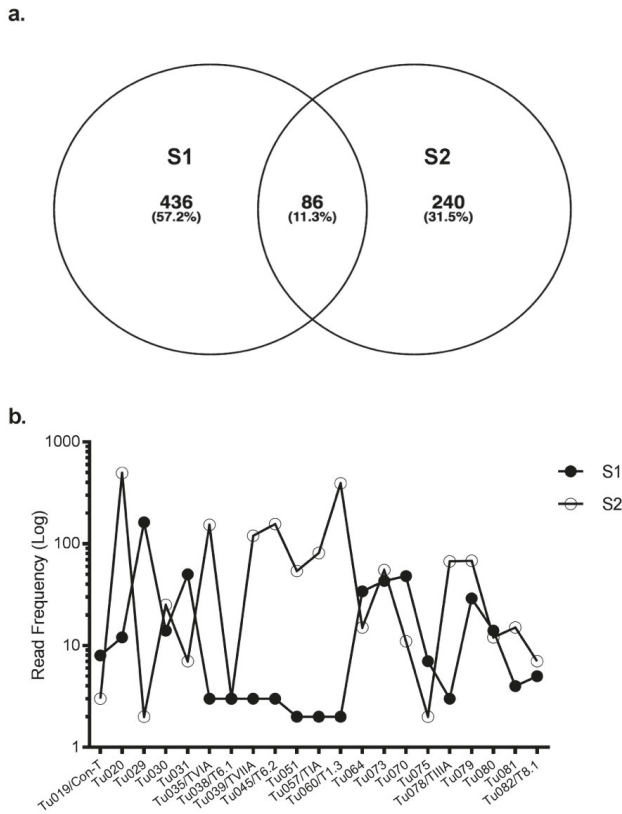 a.
S1
S2
436
(57.2%)
86
(11.3%)
240
(31.5%)
b.
1000
100
10
1
Read Frequency (Log)
S1
S2
Tu019/Con-T
Tu020
Tu029
Tu030
Tu031
Tu035/TVIA
Tu038/T6.1
Tu039/TVIIA
Tu045/T6.2
Tu051
Tu057/TIA
Tu060/T1.3
Tu064
Tu073
Tu070
Tu075
Tu078/TIIIA
Tu079
Tu080
Tu081
Tu082/T8.1